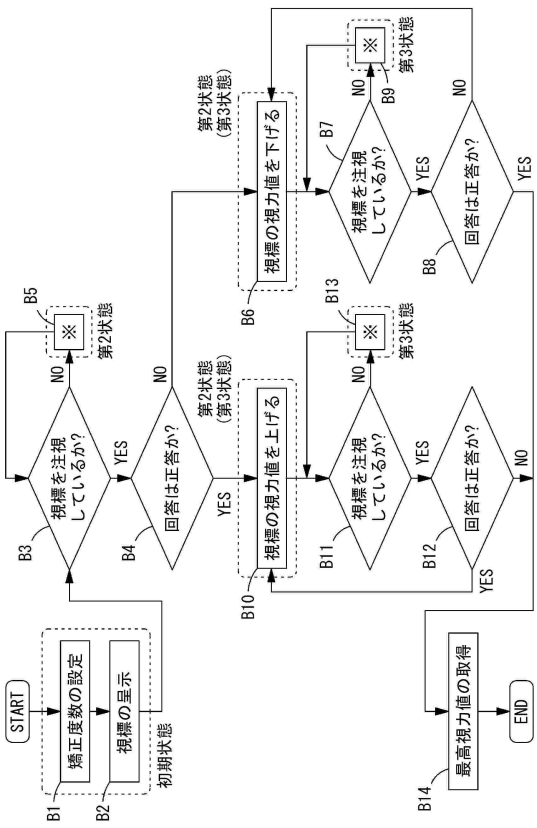 START
矯正度数の設定
B1
視標の呈示
B2
初期状態
視標を注視
しているか?
B3
YES
NO
※
B5
第2状態
回答は正答か?
B4
YES
NO
第2状態
(第3状態)
視標の視力値を上げる
B10
視標を注視
しているか?
B11
YES
NO
※
B13
第3状態
回答は正答か?
B12
YES
NO
第2状態
(第3状態)
視標の視力値を下げる
B6
視標を注視
しているか?
B7
YES
NO
※
B9
第3状態
回答は正答か?
B8
YES
NO
最高視力値の取得
B14
END